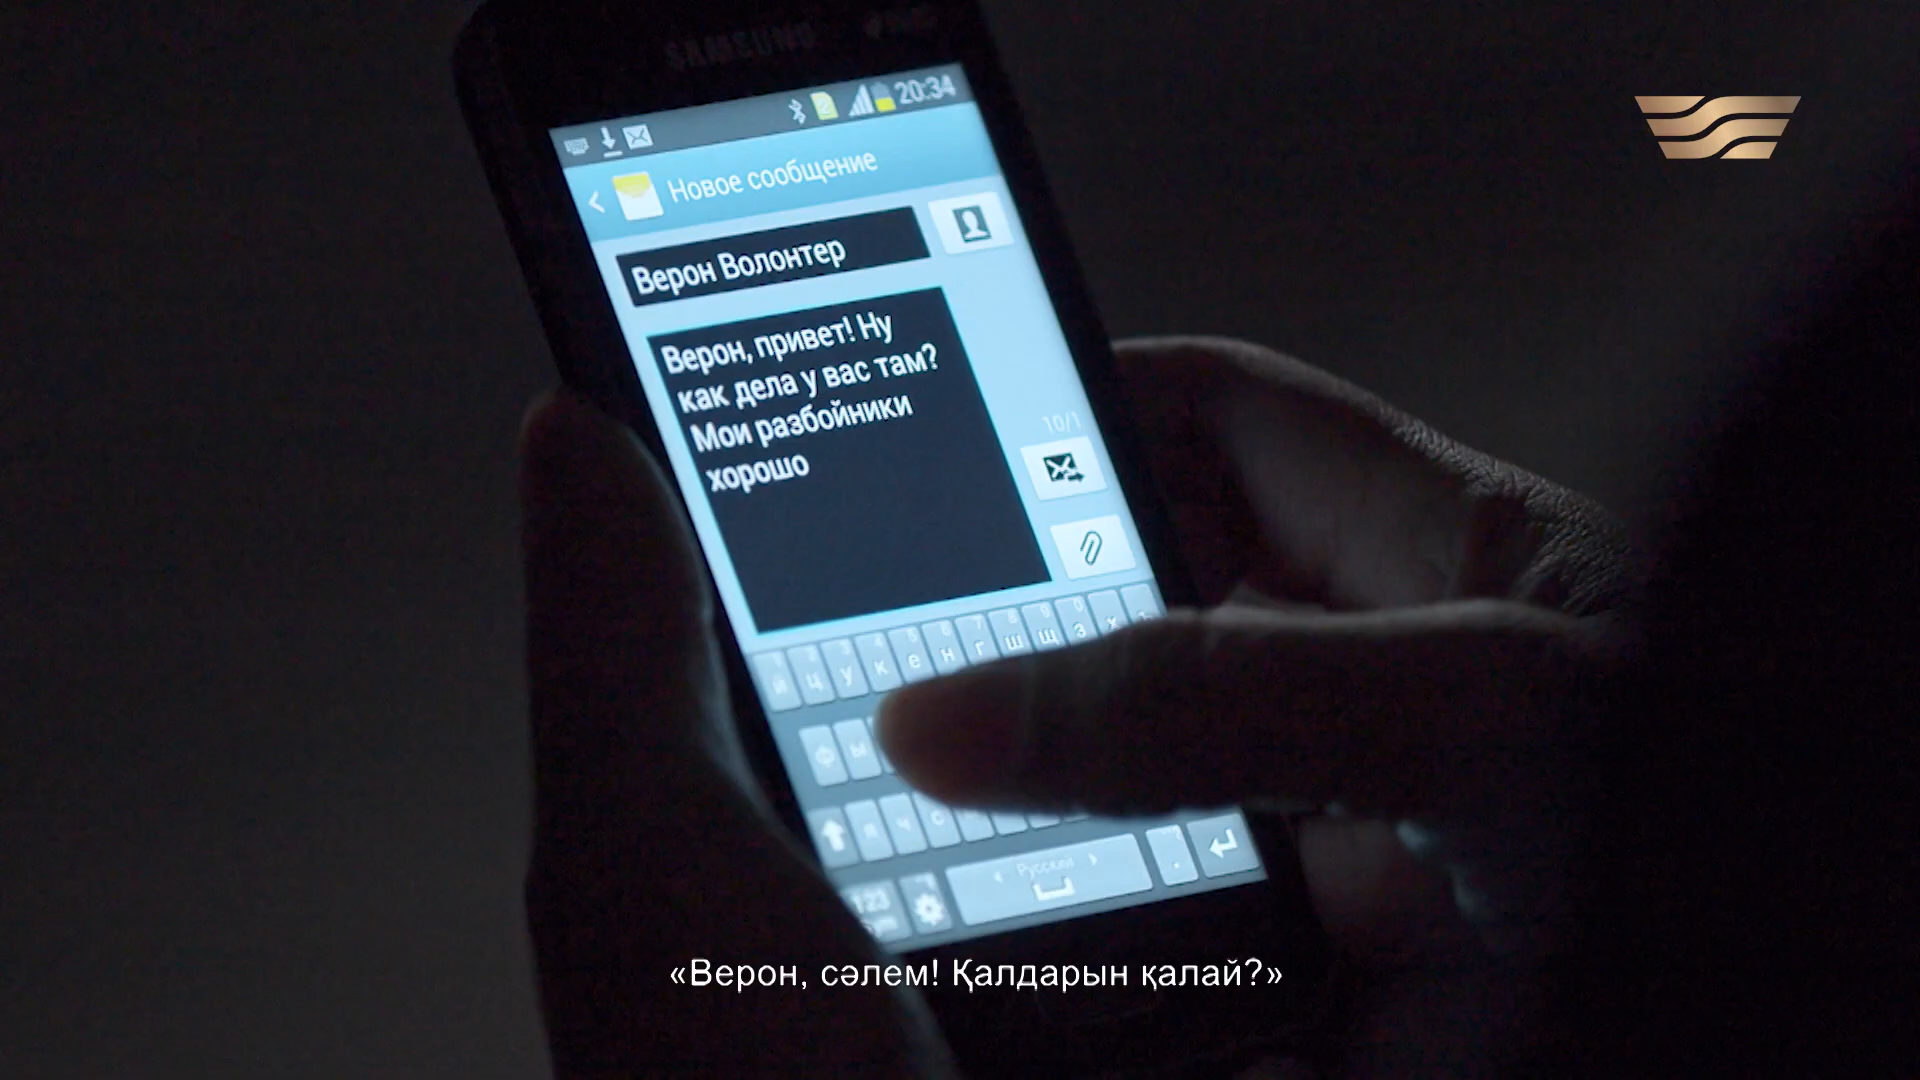 SAMSUNG
20:34
Новое сообщение
Верон Волонтер
Верон, привет! Ну
как дела у вас там?
Мои разбойники
хорошо
10/1
й ц у к е н г ш щ з х ъ
ф ы
я ч с
123
Русский
«Верон, сәлем! Қалдарын қалай?»